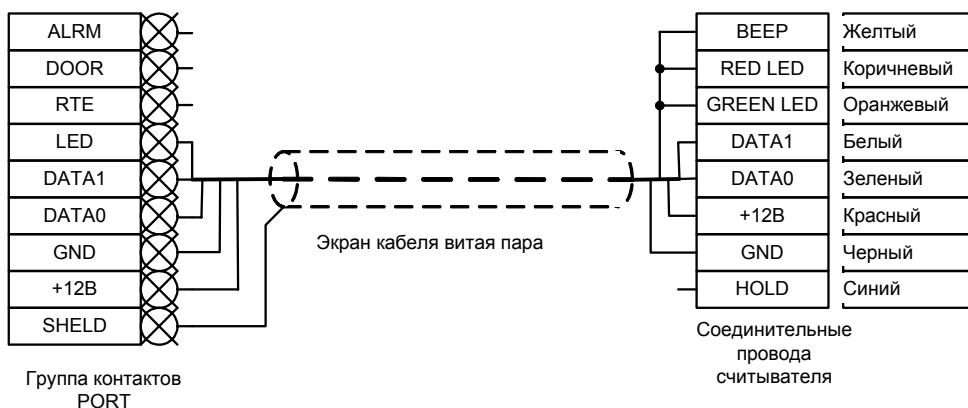 ALRM
DOOR
RTE
LED
DATA1
DATA0
GND
+12В
SHELD
Группа контактов
PORT
Экран кабеля витая пара
BEEP Желтый
RED LED Коричневый
GREEN LED Оранжевый
DATA1 Белый
DATA0 Зеленый
+12В Красный
GND Черный
HOLD Синий
Соединительные
провода
считывателя